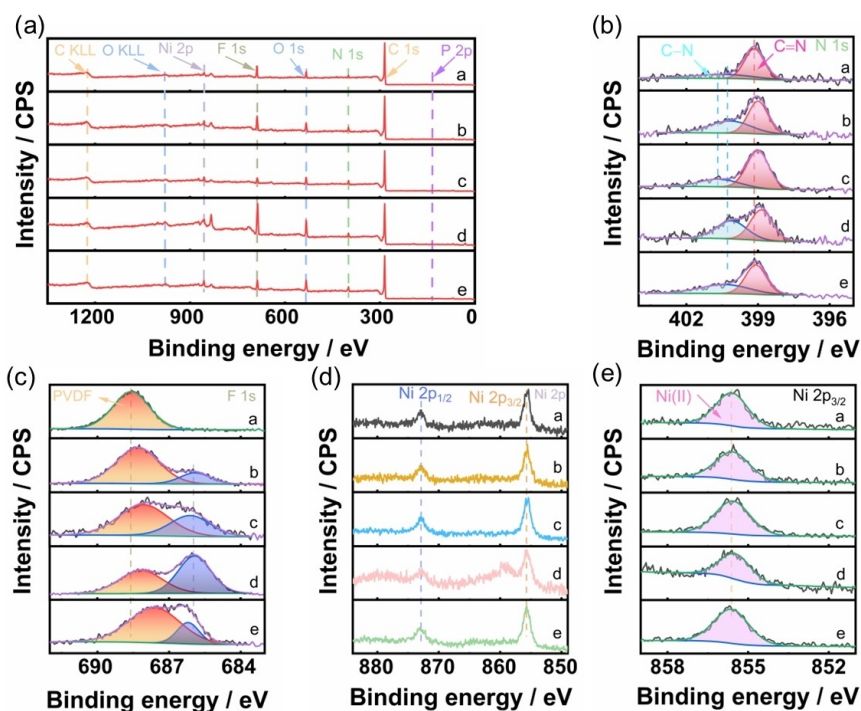 (a)
C KLL O KLL Ni 2p F 1s O 1s N 1s C 1s P 2p
a
b
c
d
e
Intensity / CPS
1200 900 600 300 0
Binding energy / eV
(b)
C−N C=N N 1s
a
b
c
d
e
Intensity / CPS
402 399 396
Binding energy / eV
(c)
PVDF F 1s
a
b
c
d
e
Intensity / CPS
690 687 684
Binding energy / eV
(d)
Ni 2p1/2 Ni 2p3/2 Ni 2p
a
b
c
d
e
Intensity / CPS
880 870 860 850
Binding energy / eV
(e)
Ni(II) Ni 2p3/2
a
b
c
d
e
Intensity / CPS
858 855 852
Binding energy / eV